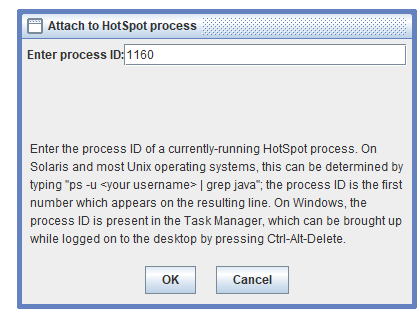 Attach to HotSpot process
Enter process ID: 1160
Enter the process ID of a currently-running HotSpot process. On
Solaris and most Unix operating systems, this can be determined by
typing "ps -u <your username> | grep java"; the process ID is the first
number which appears on the resulting line. On Windows, the
process ID is present in the Task Manager, which can be brought up
while logged on to the desktop by pressing Ctrl-Alt-Delete.
OK Cancel